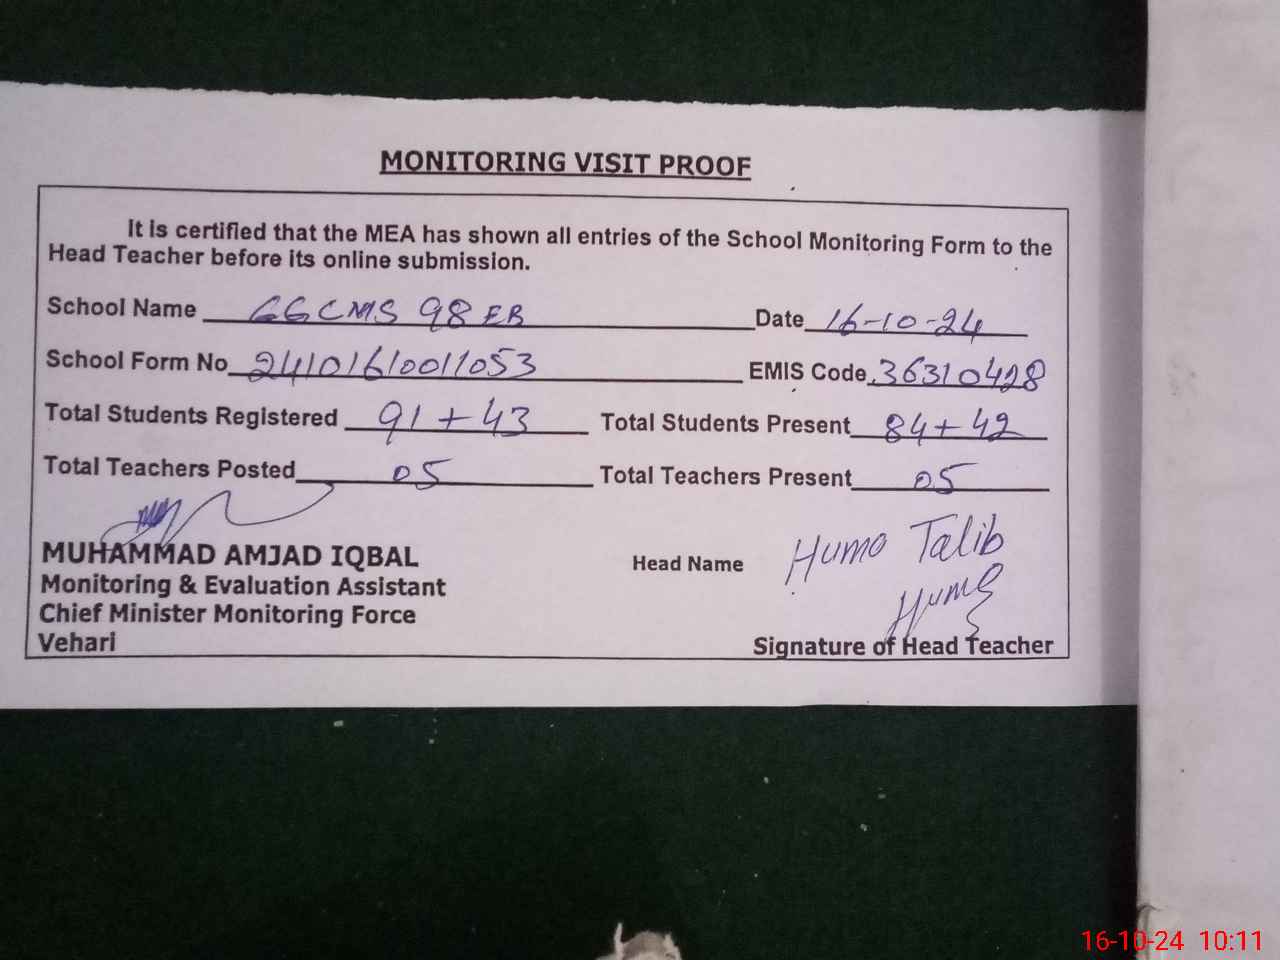 MONITORING VISIT PROOF
It is certified that the MEA has shown all entries of the School Monitoring Form to the
Head Teacher before its online submission.
School Name GGCMS 98 EB Date 16-10-24
School Form No 24101610011053 EMIS Code 36310428
Total Students Registered 91+43 Total Students Present 84+42
Total Teachers Posted 05 Total Teachers Present 05
MUHAMMAD AMJAD IQBAL
Monitoring & Evaluation Assistant
Chief Minister Monitoring Force
Vehari
Head Name Huma Talib
Huma
Signature of Head Teacher
16-10-24 10:11